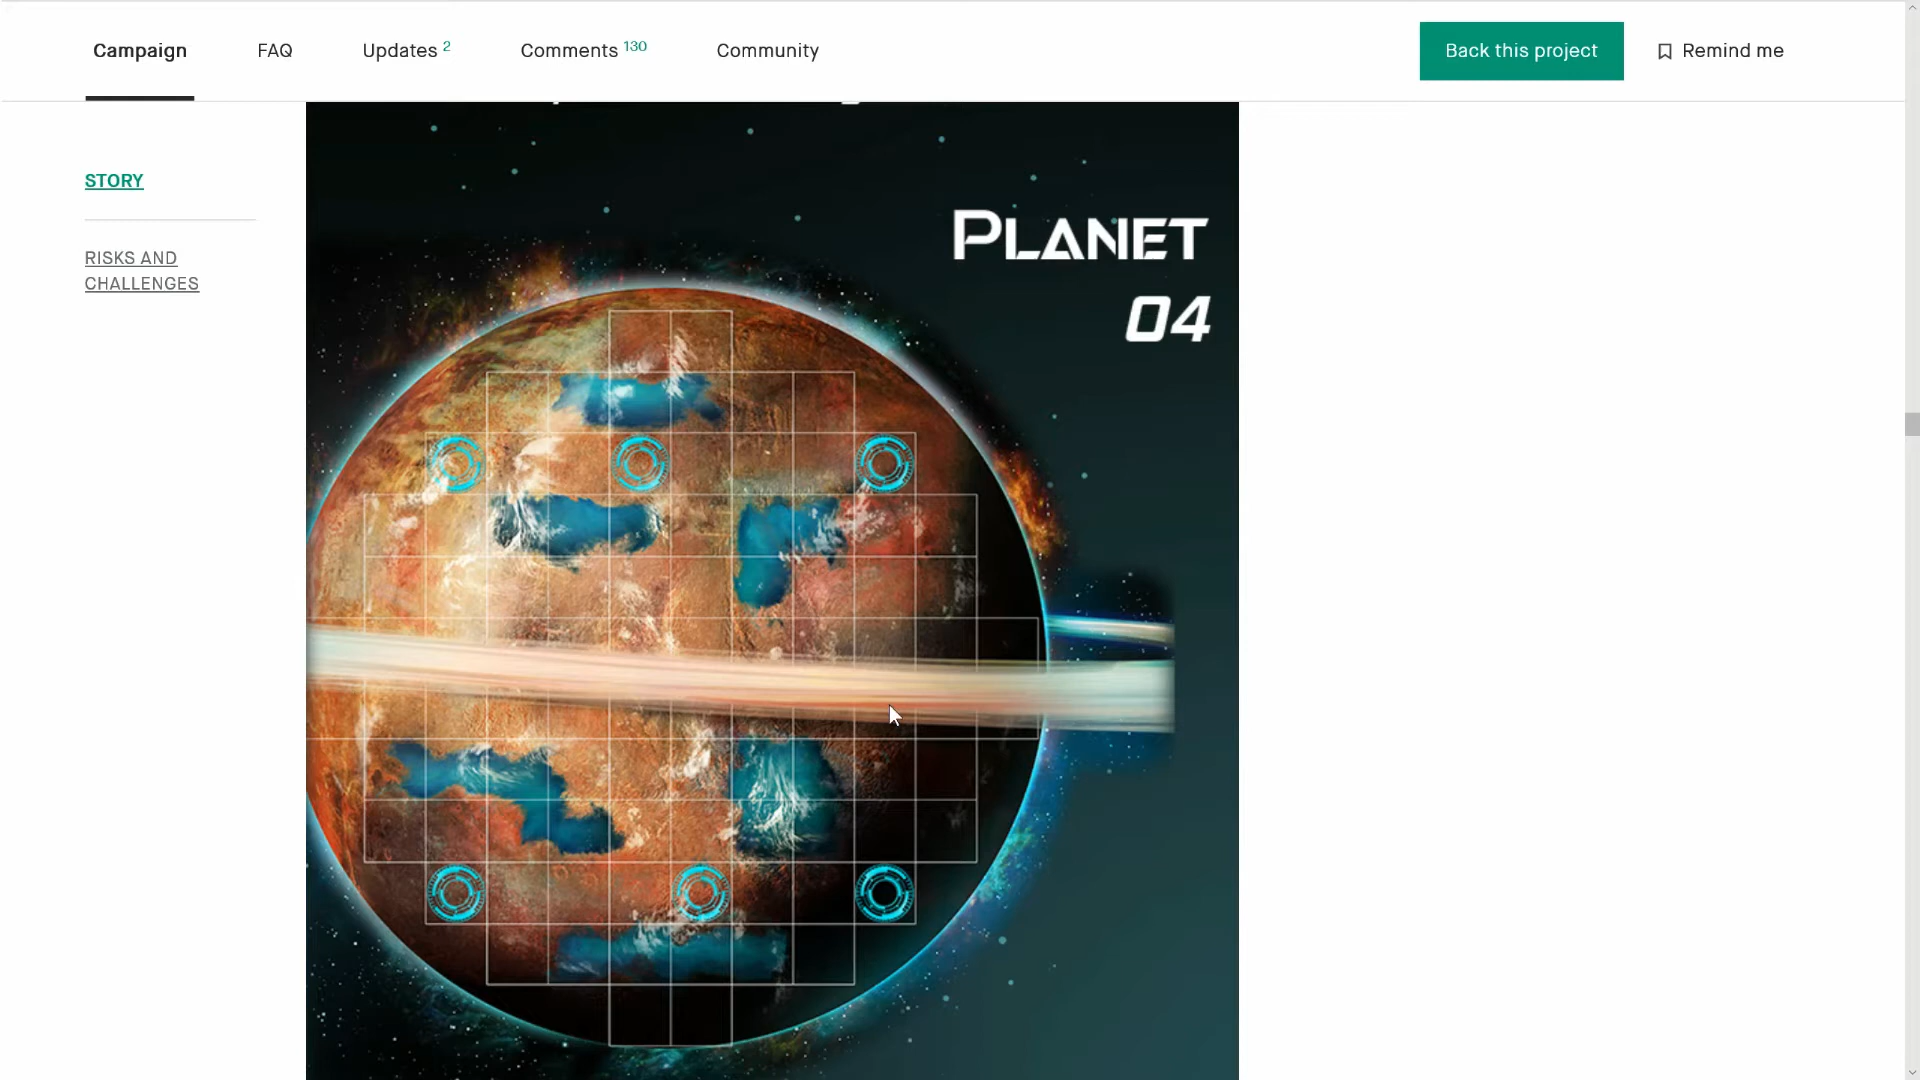 Campaign
FAQ
Updates 2
Comments 130
Community
Back this project
Remind me
STORY
RISKS AND
CHALLENGES
PLANET
04